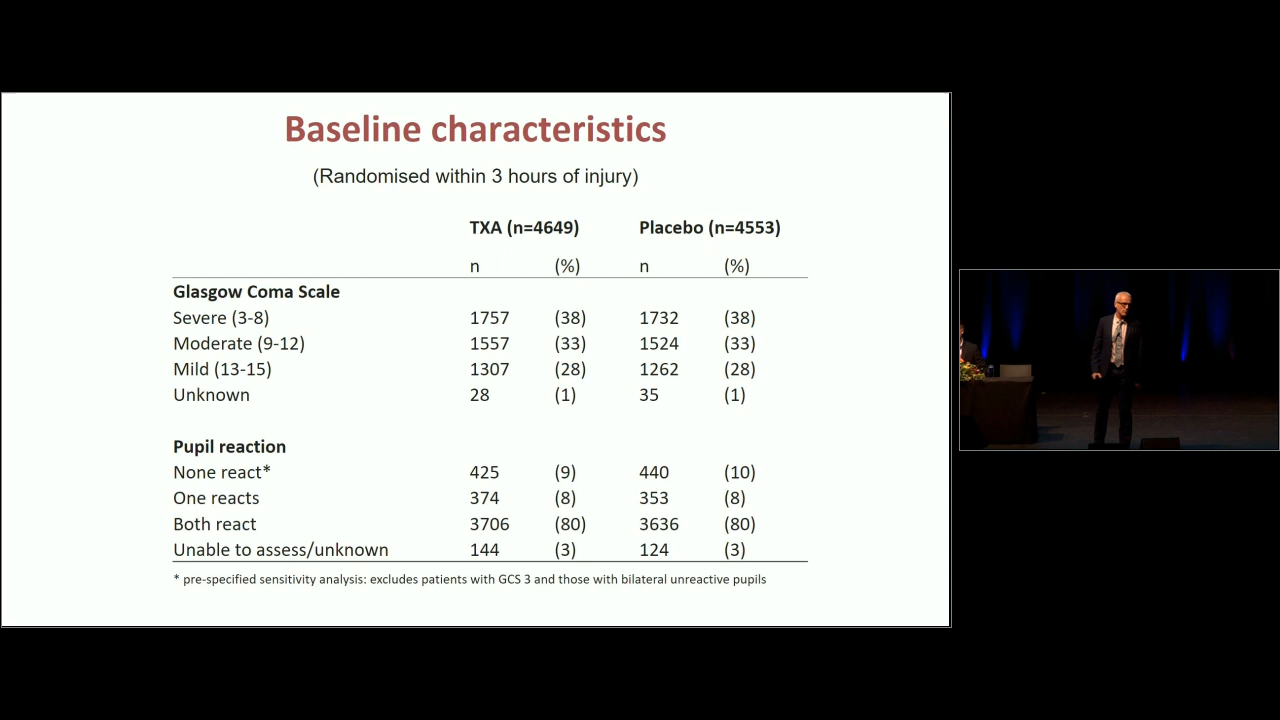 Baseline characteristics
(Randomised within 3 hours of injury)
TXA (n=4649) Placebo (n=4553)
n (%) n (%)
Glasgow Coma Scale
Severe (3-8) 1757 (38) 1732 (38)
Moderate (9-12) 1557 (33) 1524 (33)
Mild (13-15) 1307 (28) 1262 (28)
Unknown 28 (1) 35 (1)
Pupil reaction
None react* 425 (9) 440 (10)
One reacts 374 (8) 353 (8)
Both react 3706 (80) 3636 (80)
Unable to assess/unknown 144 (3) 124 (3)
* pre-specified sensitivity analysis: excludes patients with GCS 3 and those with bilateral unreactive pupils